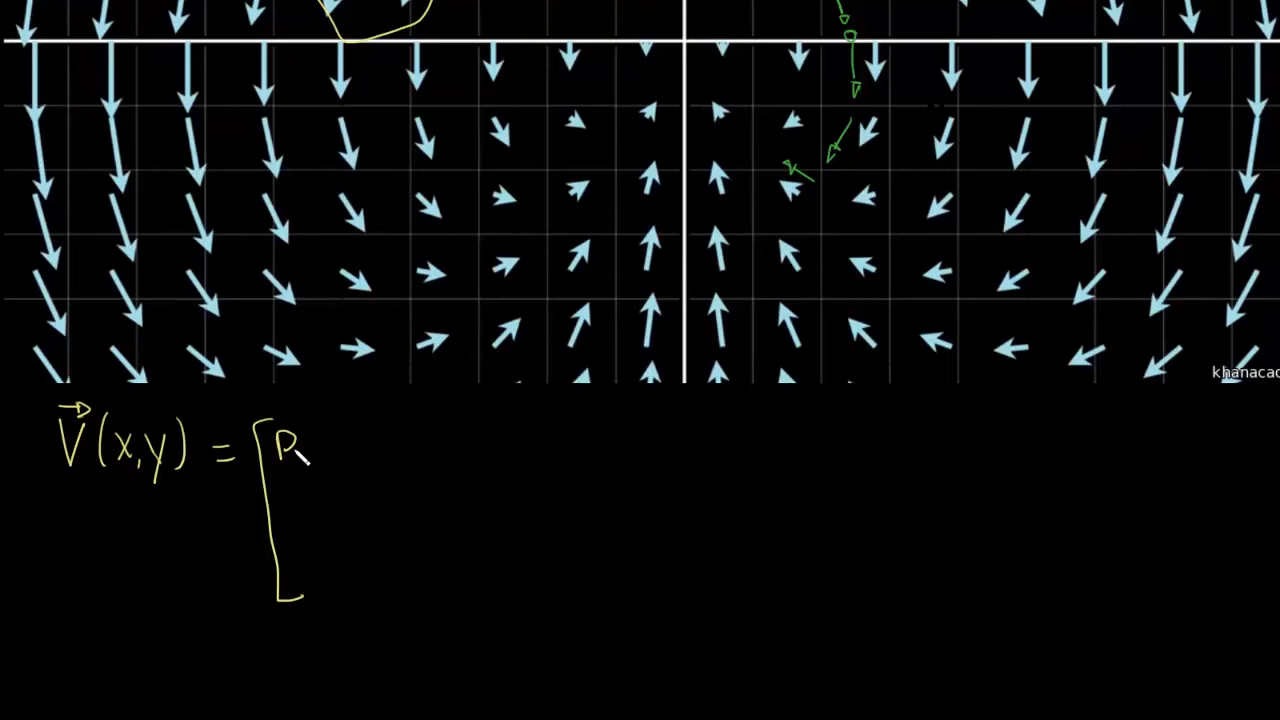 khanacad
V⃗(x,y) = [P